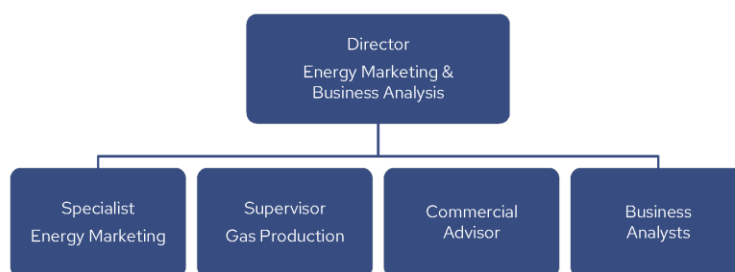 Director
Energy Marketing &
Business Analysis
Specialist
Energy Marketing
Supervisor
Gas Production
Commercial
Advisor
Business
Analysts